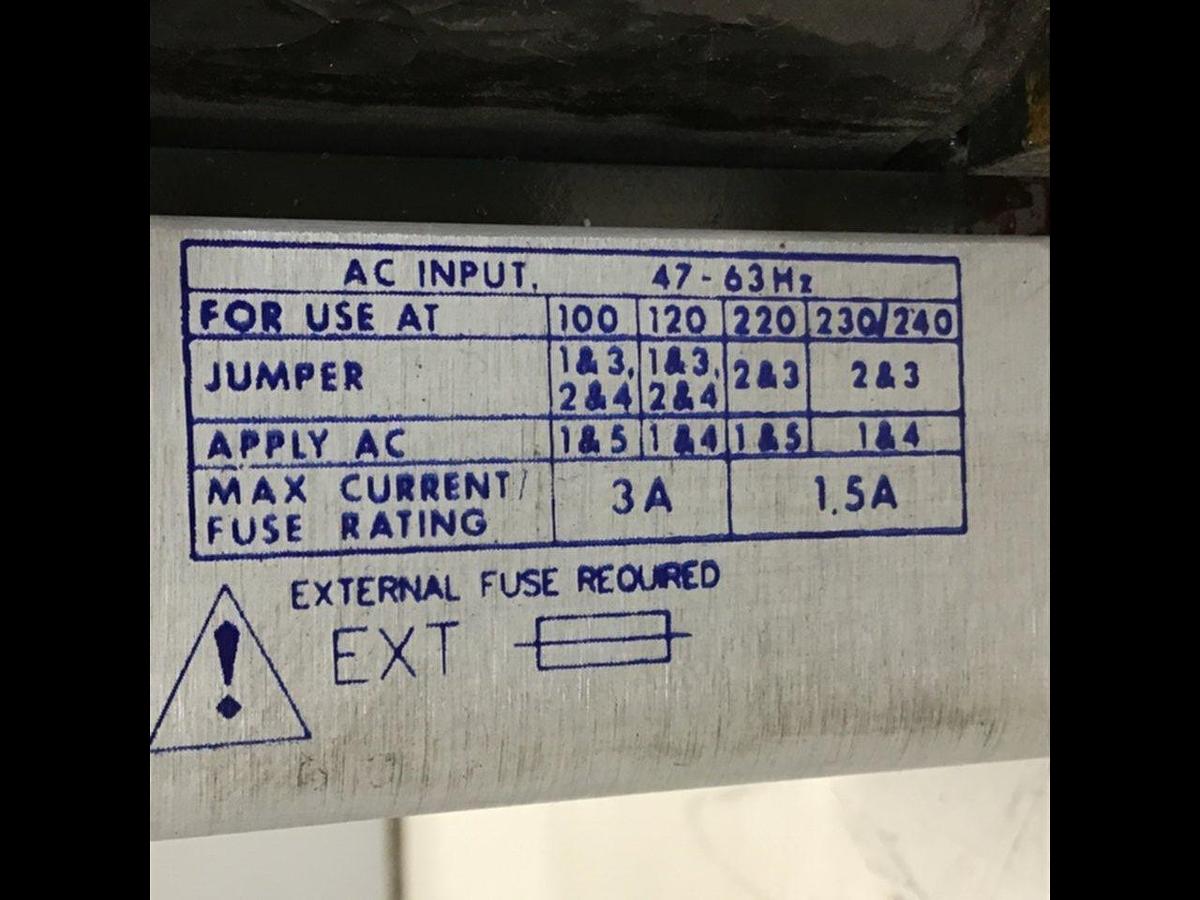 AC INPUT. 47-63Hz
FOR USE AT 100 120 220 230/240
JUMPER 1&3, 2&4 1&3, 2&4 2&3 2&3
APPLY AC 1&5 1&4 1&5 1&4
MAX CURRENT/ FUSE RATING 3A 1.5A
EXTERNAL FUSE REQUIRED
EXT